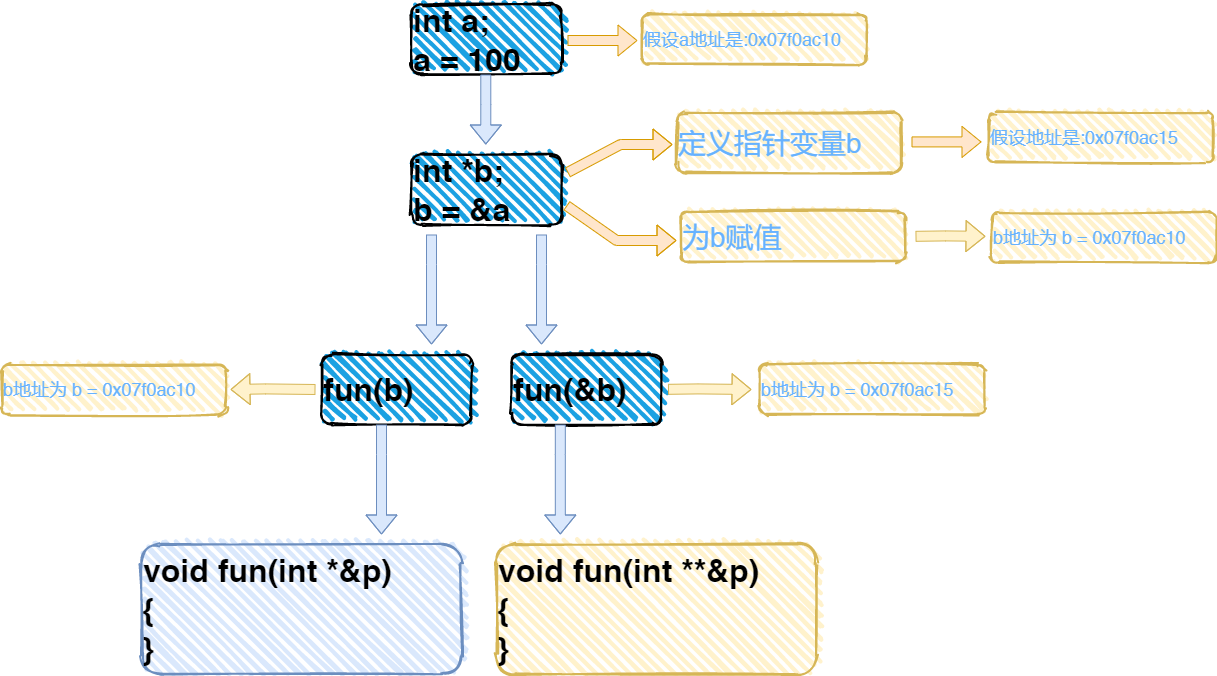 int a;
a = 100
假设a地址是:0x07f0ac10
int *b;
b = &a
定义指针变量b
假设地址是:0x07f0ac15
为b赋值
b地址为 b = 0x07f0ac10
b地址为 b = 0x07f0ac10
fun(b)
fun(&b)
b地址为 b = 0x07f0ac15
void fun(int *&p)
{
}
void fun(int **&p)
{
}